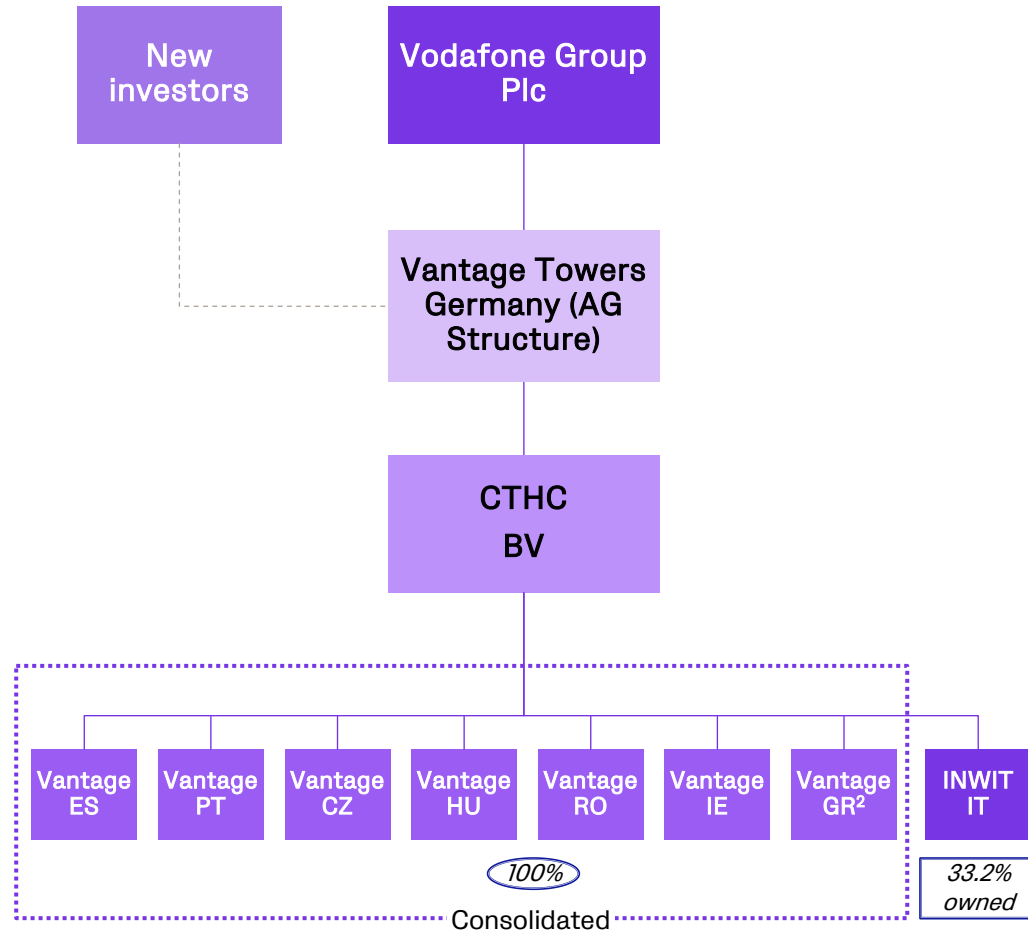 New
investors
Vodafone Group
Plc
Vantage Towers
Germany (AG
Structure)
CTHC
BV
Vantage
ES
Vantage
PT
Vantage
CZ
Vantage
HU
Vantage
RO
Vantage
IE
Vantage
GR²
INWIT
IT
100%
33.2%
owned
Consolidated